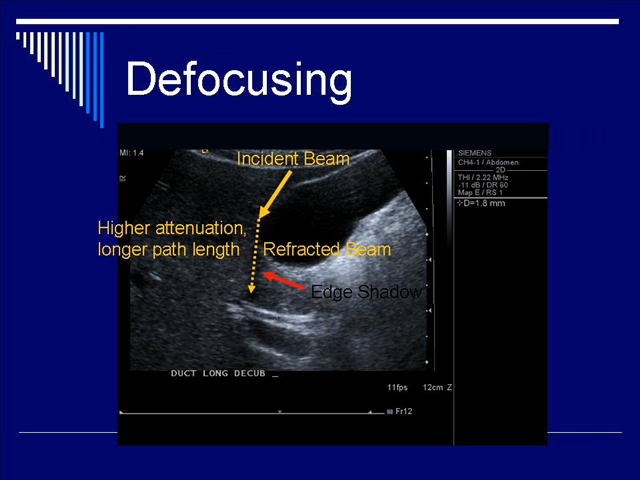 Defocusing
MI: 1.4
Incident Beam
SIEMENS
CH4-1 / Abdomen
2D
THI / 2.22 MHz
-11 dB / DR 60
Map E / RS 1
D=1.8 mm
Higher attenuation,
longer path length
Refracted Beam
Edge Shadow
DUCT LONG DECUB _
11fps 12cm Z
Fr12